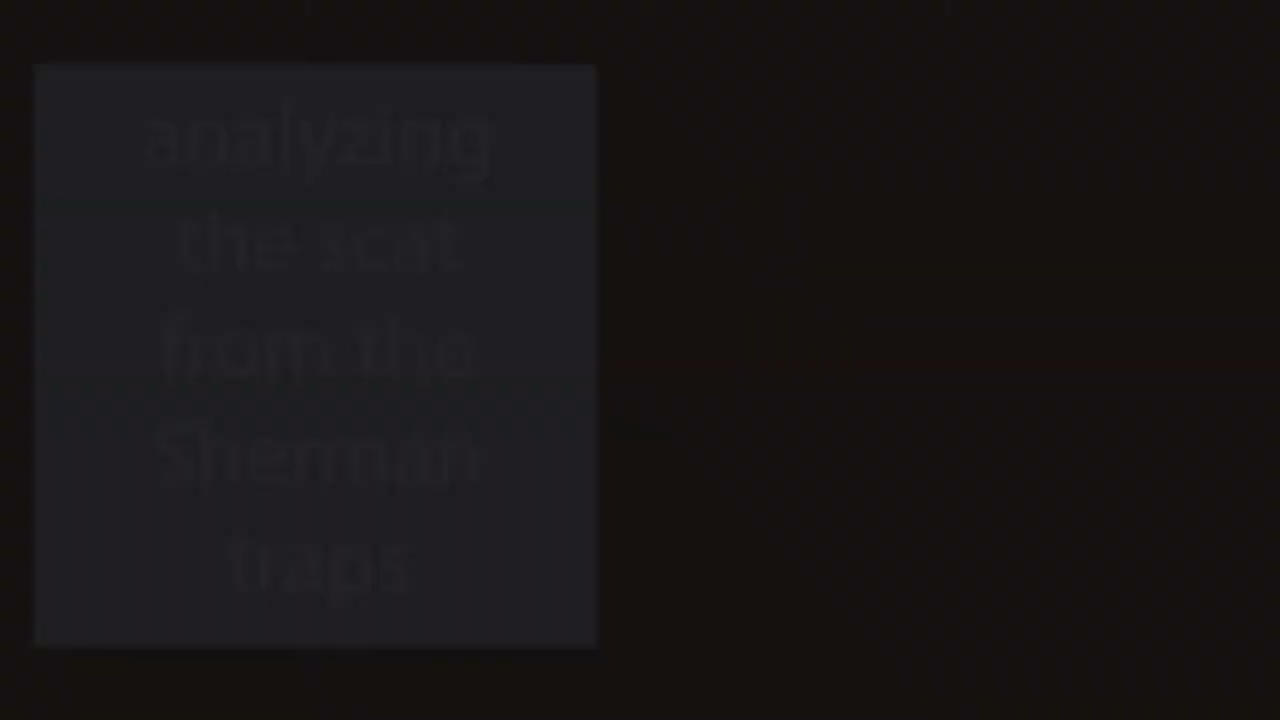 analyzing
the scat
from the
Sherman
traps